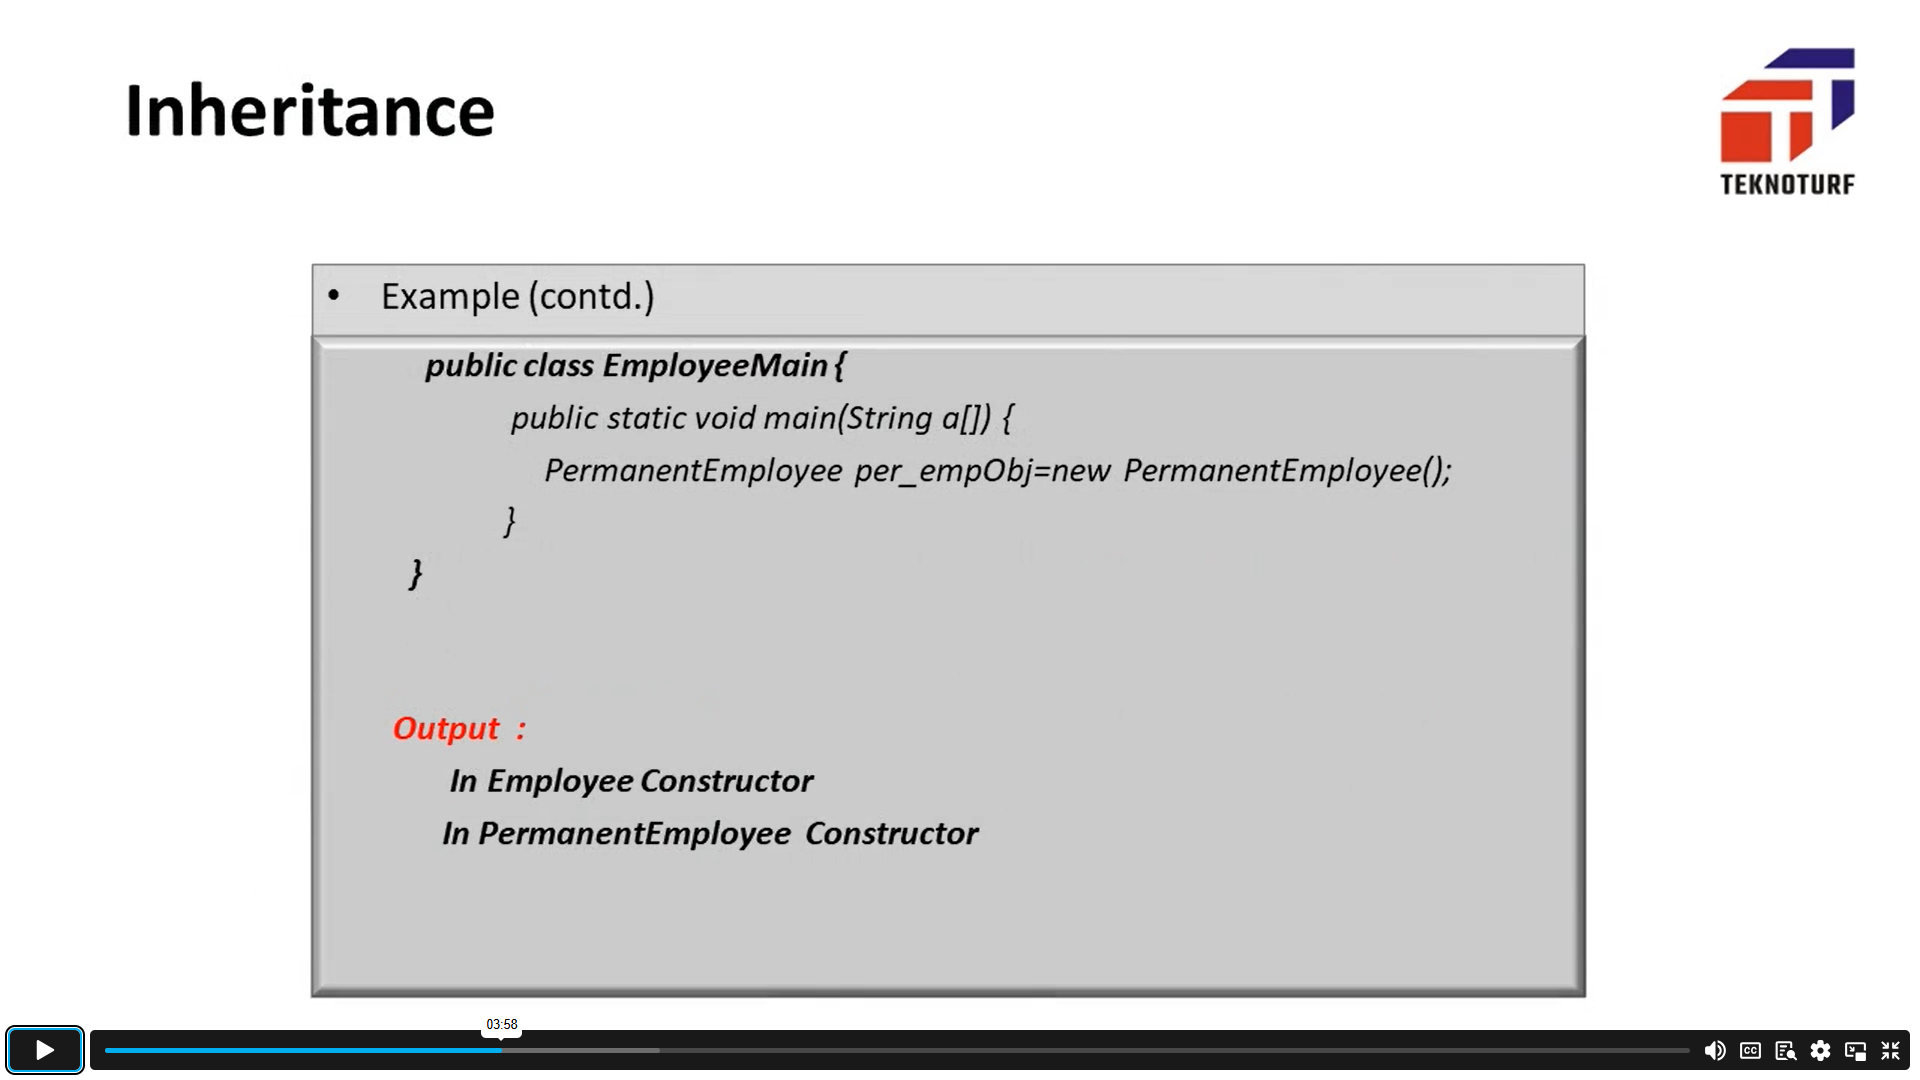 Inheritance
TEKNOTURF
• Example (contd.)
public class EmployeeMain {
public static void main(String a[]) {
PermanentEmployee per_empObj=new PermanentEmployee();
}
}
Output :
In Employee Constructor
In PermanentEmployee Constructor
03:58
CC